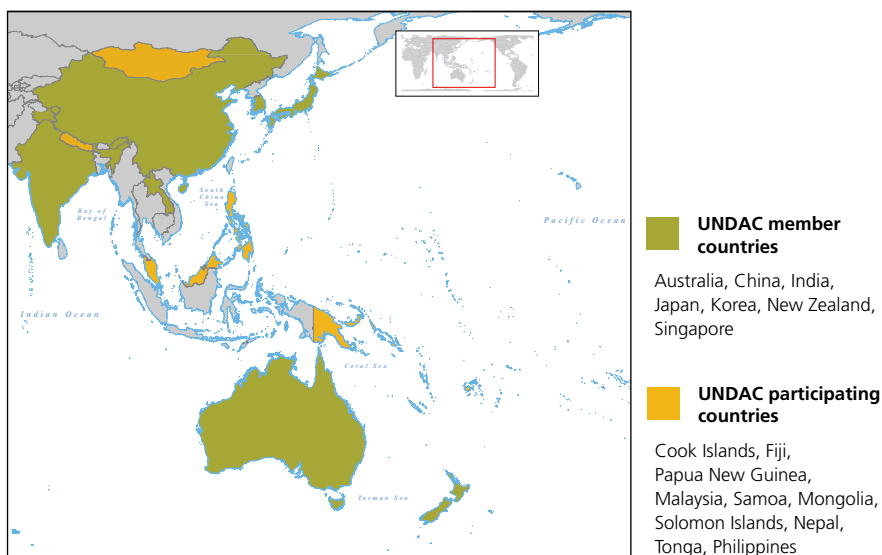 South
China
Sea
Bay of
Bengal
Pacific Ocean
Indian Ocean
Coral Sea
Tasman Sea
UNDAC member
countries
Australia, China, India,
Japan, Korea, New Zealand,
Singapore
UNDAC participating
countries
Cook Islands, Fiji,
Papua New Guinea,
Malaysia, Samoa, Mongolia,
Solomon Islands, Nepal,
Tonga, Philippines